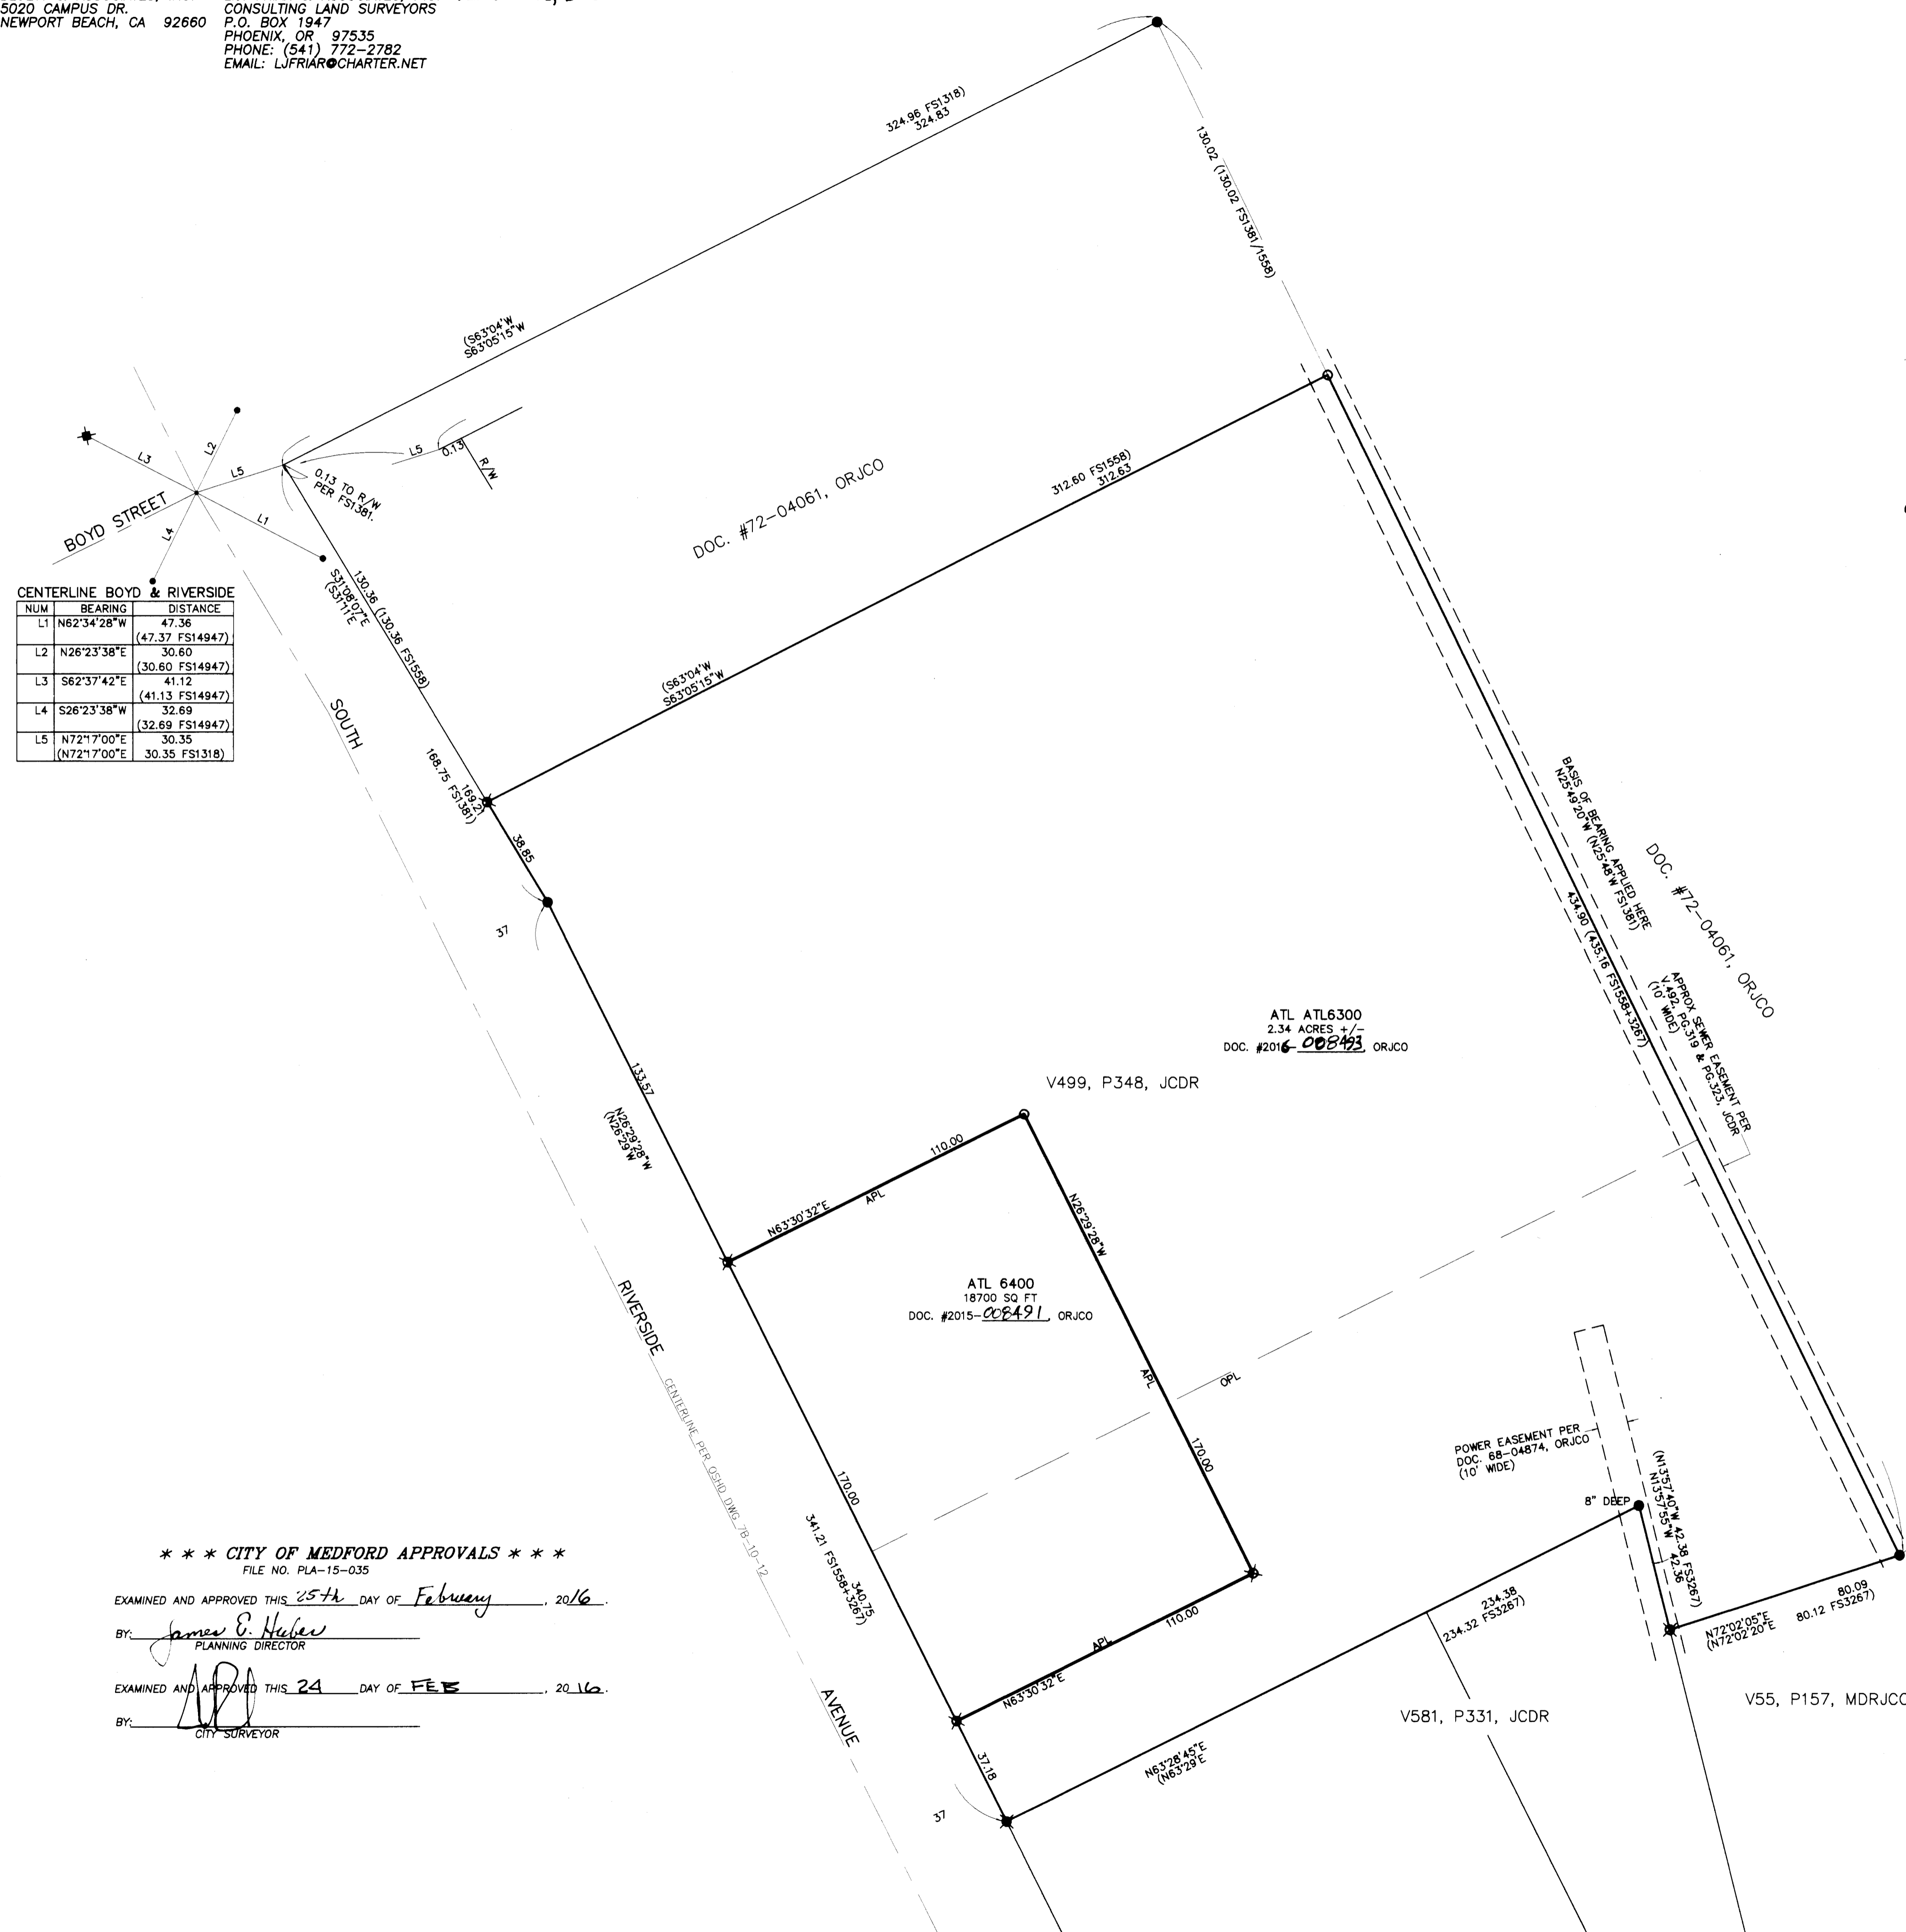 5020 CAMPUS DR.
NEWPORT BEACH, CA 92660
CONSULTING LAND SURVEYORS
P.O. BOX 1947
PHOENIX, OR 97535
PHONE: (541) 772-2782
EMAIL: LJFRIAR@CHARTER.NET
324.96 FS1318)
324.83
130.02 (130.02 FS1381/1558)
(S63°04'W
S63°05'15"W
L3
L2
L5
L1
L4
L5
0.13
R/W
0.13 TO R/W
PER FS1381.
BOYD STREET
DOC. #72-04061, ORJCO
312.60 FS1558)
312.63
S31°08'07"E
(S31°11'E
130.36 (130.36 FS1558)
CENTERLINE BOYD & RIVERSIDE
NUM BEARING DISTANCE
L1 N62°34'28"W 47.36
(47.37 FS14947)
L2 N26°23'38"E 30.60
(30.60 FS14947)
L3 S62°37'42"E 41.12
(41.13 FS14947)
L4 S26°23'38"W 32.69
(32.69 FS14947)
L5 N72°17'00"E 30.35
(N72°17'00"E 30.35 FS1318)
(S63°04'W
S63°05'15"W
SOUTH
169.21
168.75 FS1381)
38.85
37
BASIS OF BEARING APPLIED HERE
N25°49'20"W (N25°48'W FS1381)
434.90 (435.16 FS1558+3267)
DOC. #72-04061, ORJCO
APPROX SEWER EASEMENT PER
V.492, PG.319 & PG.323, JCDR
(10' WIDE)
ATL ATL6300
2.34 ACRES +/-
DOC. #2016-008493, ORJCO
V499, P348, JCDR
133.57
N26°29'28"W
(N26°29'W
110.00
N63°30'32"E
APL
N26°29'28"W
ATL 6400
18700 SQ FT
DOC. #2015-008491, ORJCO
RIVERSIDE
CENTERLINE PER OSHD DWG 7B-10-12
APL
OPL
170.00
170.00
340.75
341.21 FS1558+3267)
POWER EASEMENT PER
DOC. 68-04874, ORJCO
(10' WIDE)
8" DEEP
(N13°57'40"W 42.38 FS3267)
N13°57'55"W 42.36
234.38
234.32 FS3267)
80.09
80.12 FS3267)
N72°02'05"E
(N72°02'20"E
110.00
APL
N63°30'32"E
AVENUE
37.18
37
N63°28'45"E
(N63°29'E
V581, P331, JCDR
V55, P157, MDRJCO
* * * CITY OF MEDFORD APPROVALS * * *
FILE NO. PLA-15-035
EXAMINED AND APPROVED THIS 25th DAY OF February, 2016.
BY: James E. Huber
PLANNING DIRECTOR
EXAMINED AND APPROVED THIS 24 DAY OF FEB, 2016.
BY:
CITY SURVEYOR